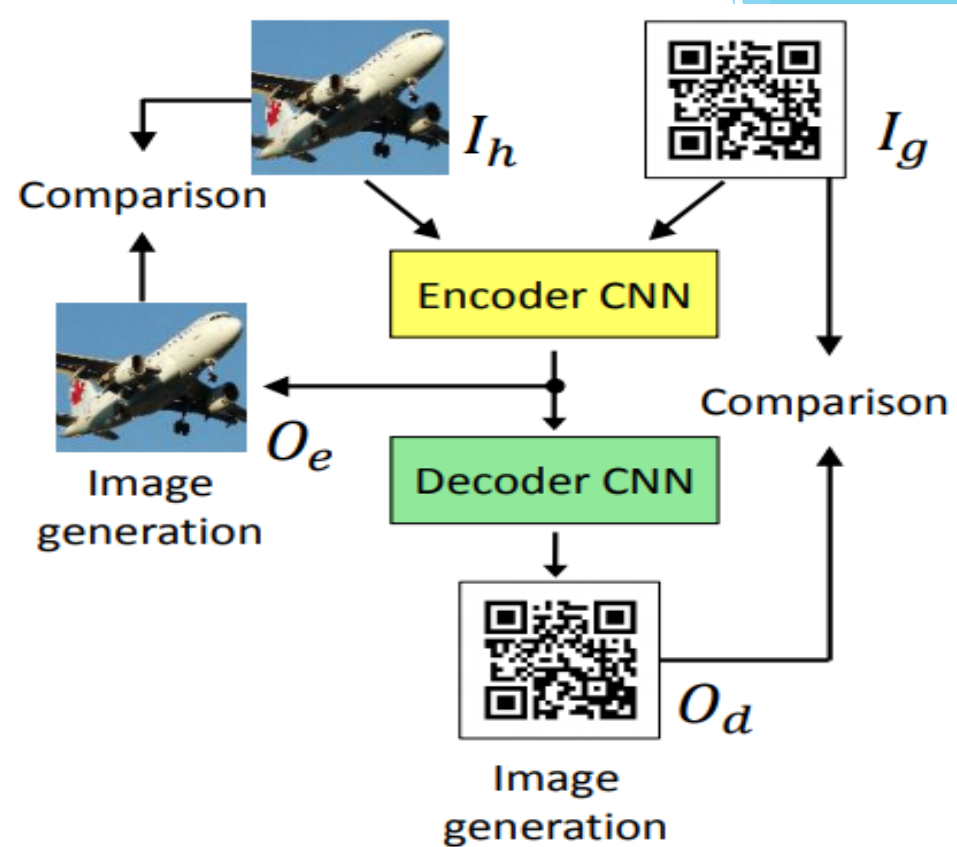 I_h
I_g
Comparison
Encoder CNN
Comparison
O_e
Decoder CNN
Image
generation
O_d
Image
generation